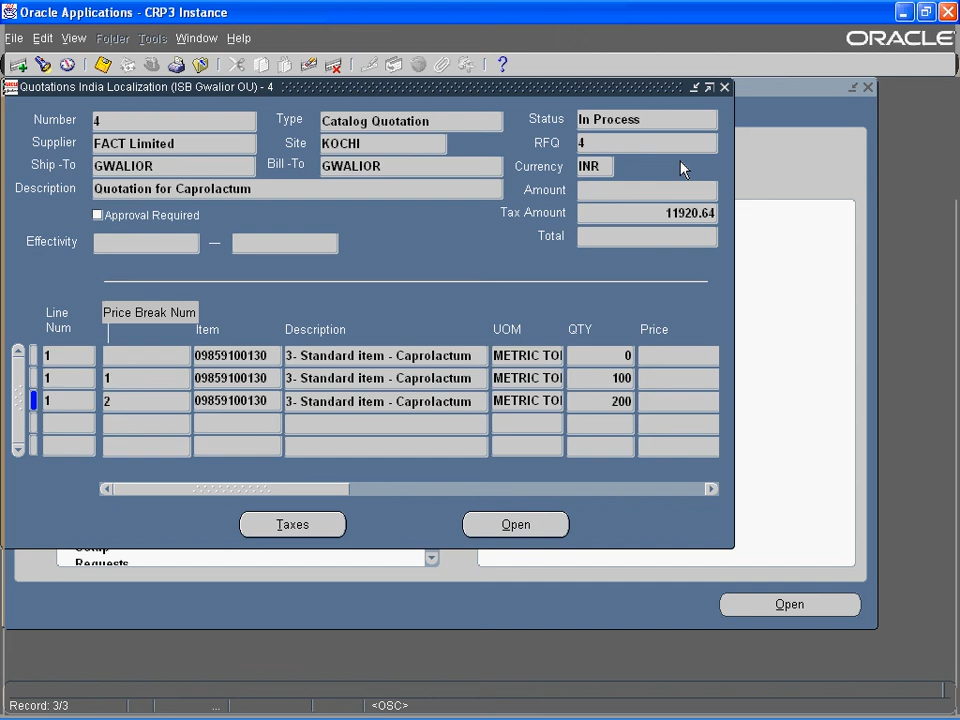 Oracle Applications - CRP3 Instance
File Edit View Folder Tools Window Help
ORACLE
Quotations India Localization (ISB Gwalior OU) - 4
Number 4 Type Catalog Quotation Status In Process
Supplier FACT Limited Site KOCHI RFQ 4
Ship -To GWALIOR Bill -To GWALIOR Currency INR
Description Quotation for Caprolactum Amount
Approval Required Tax Amount 11920.64
Effectivity — Total
Line Num Price Break Num Item Description UOM QTY Price
1 09859100130 3- Standard item - Caprolactum METRIC TO 0
1 1 09859100130 3- Standard item - Caprolactum METRIC TO 100
1 2 09859100130 3- Standard item - Caprolactum METRIC TO 200
Taxes Open
Requests
Open
Record: 3/3 ... <OSC>